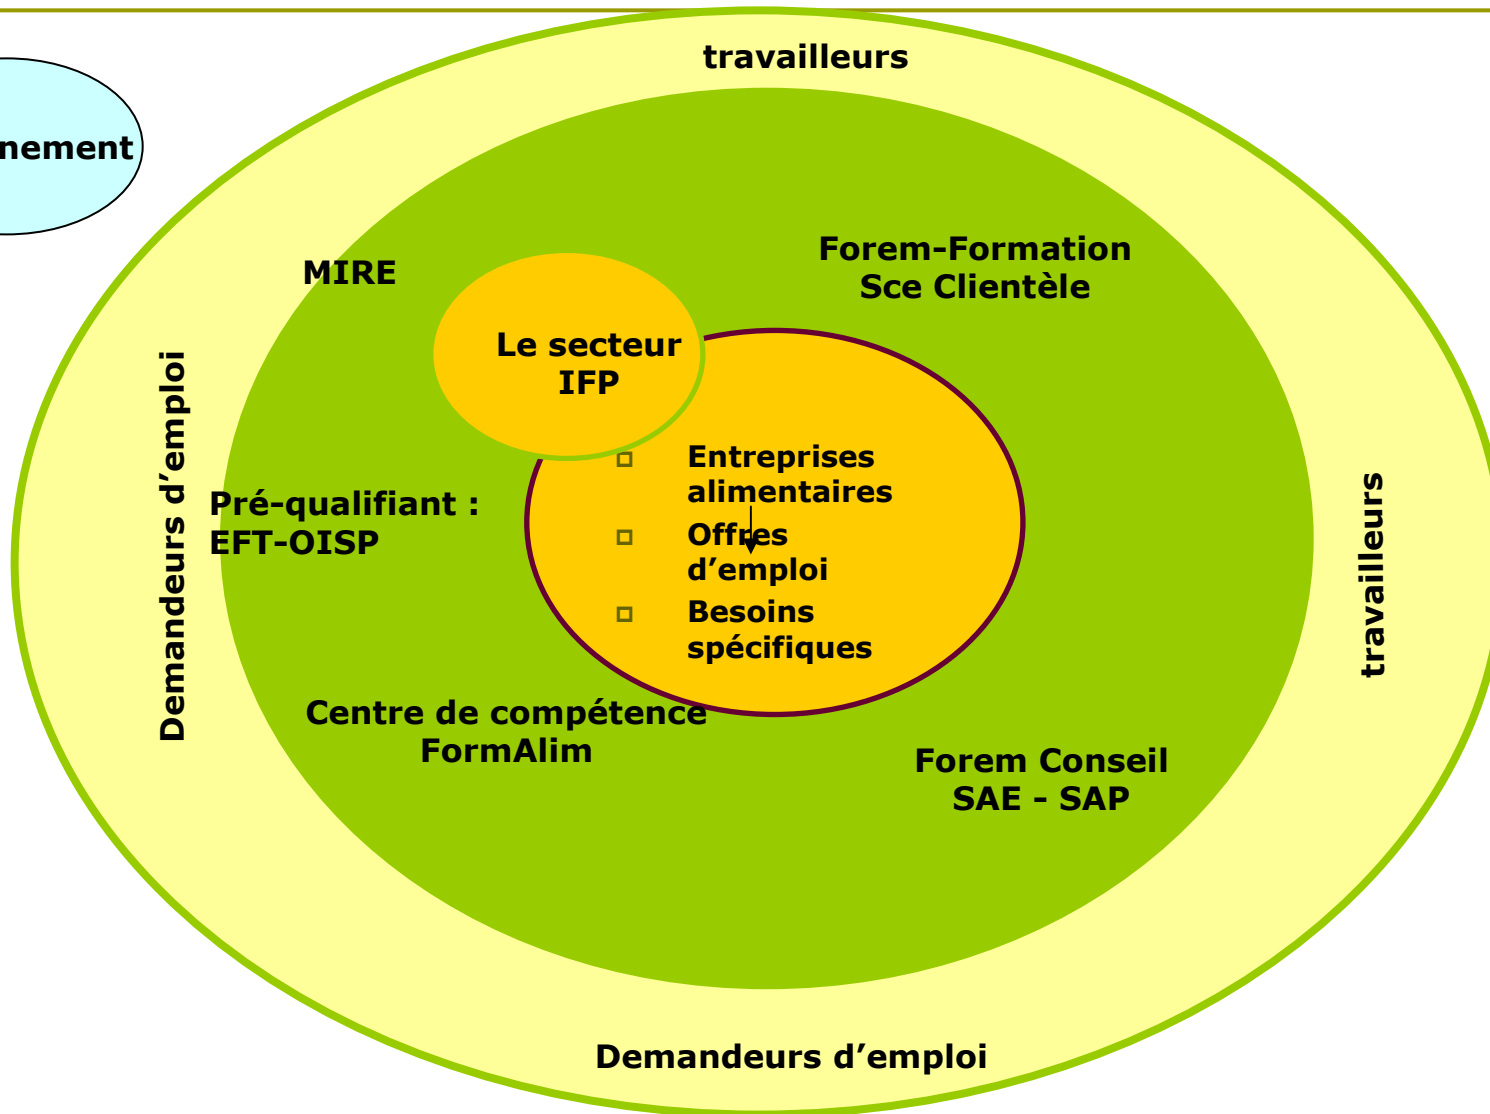 travailleurs
nement
Forem-Formation
Sce Clientèle
MIRE
Le secteur
IFP
Demandeurs d’emploi
Entreprises
alimentaires
Offres
d’emploi
Besoins
spécifiques
Pré-qualifiant :
EFT-OISP
travailleurs
Centre de compétence
FormAlim
Forem Conseil
SAE - SAP
Demandeurs d’emploi